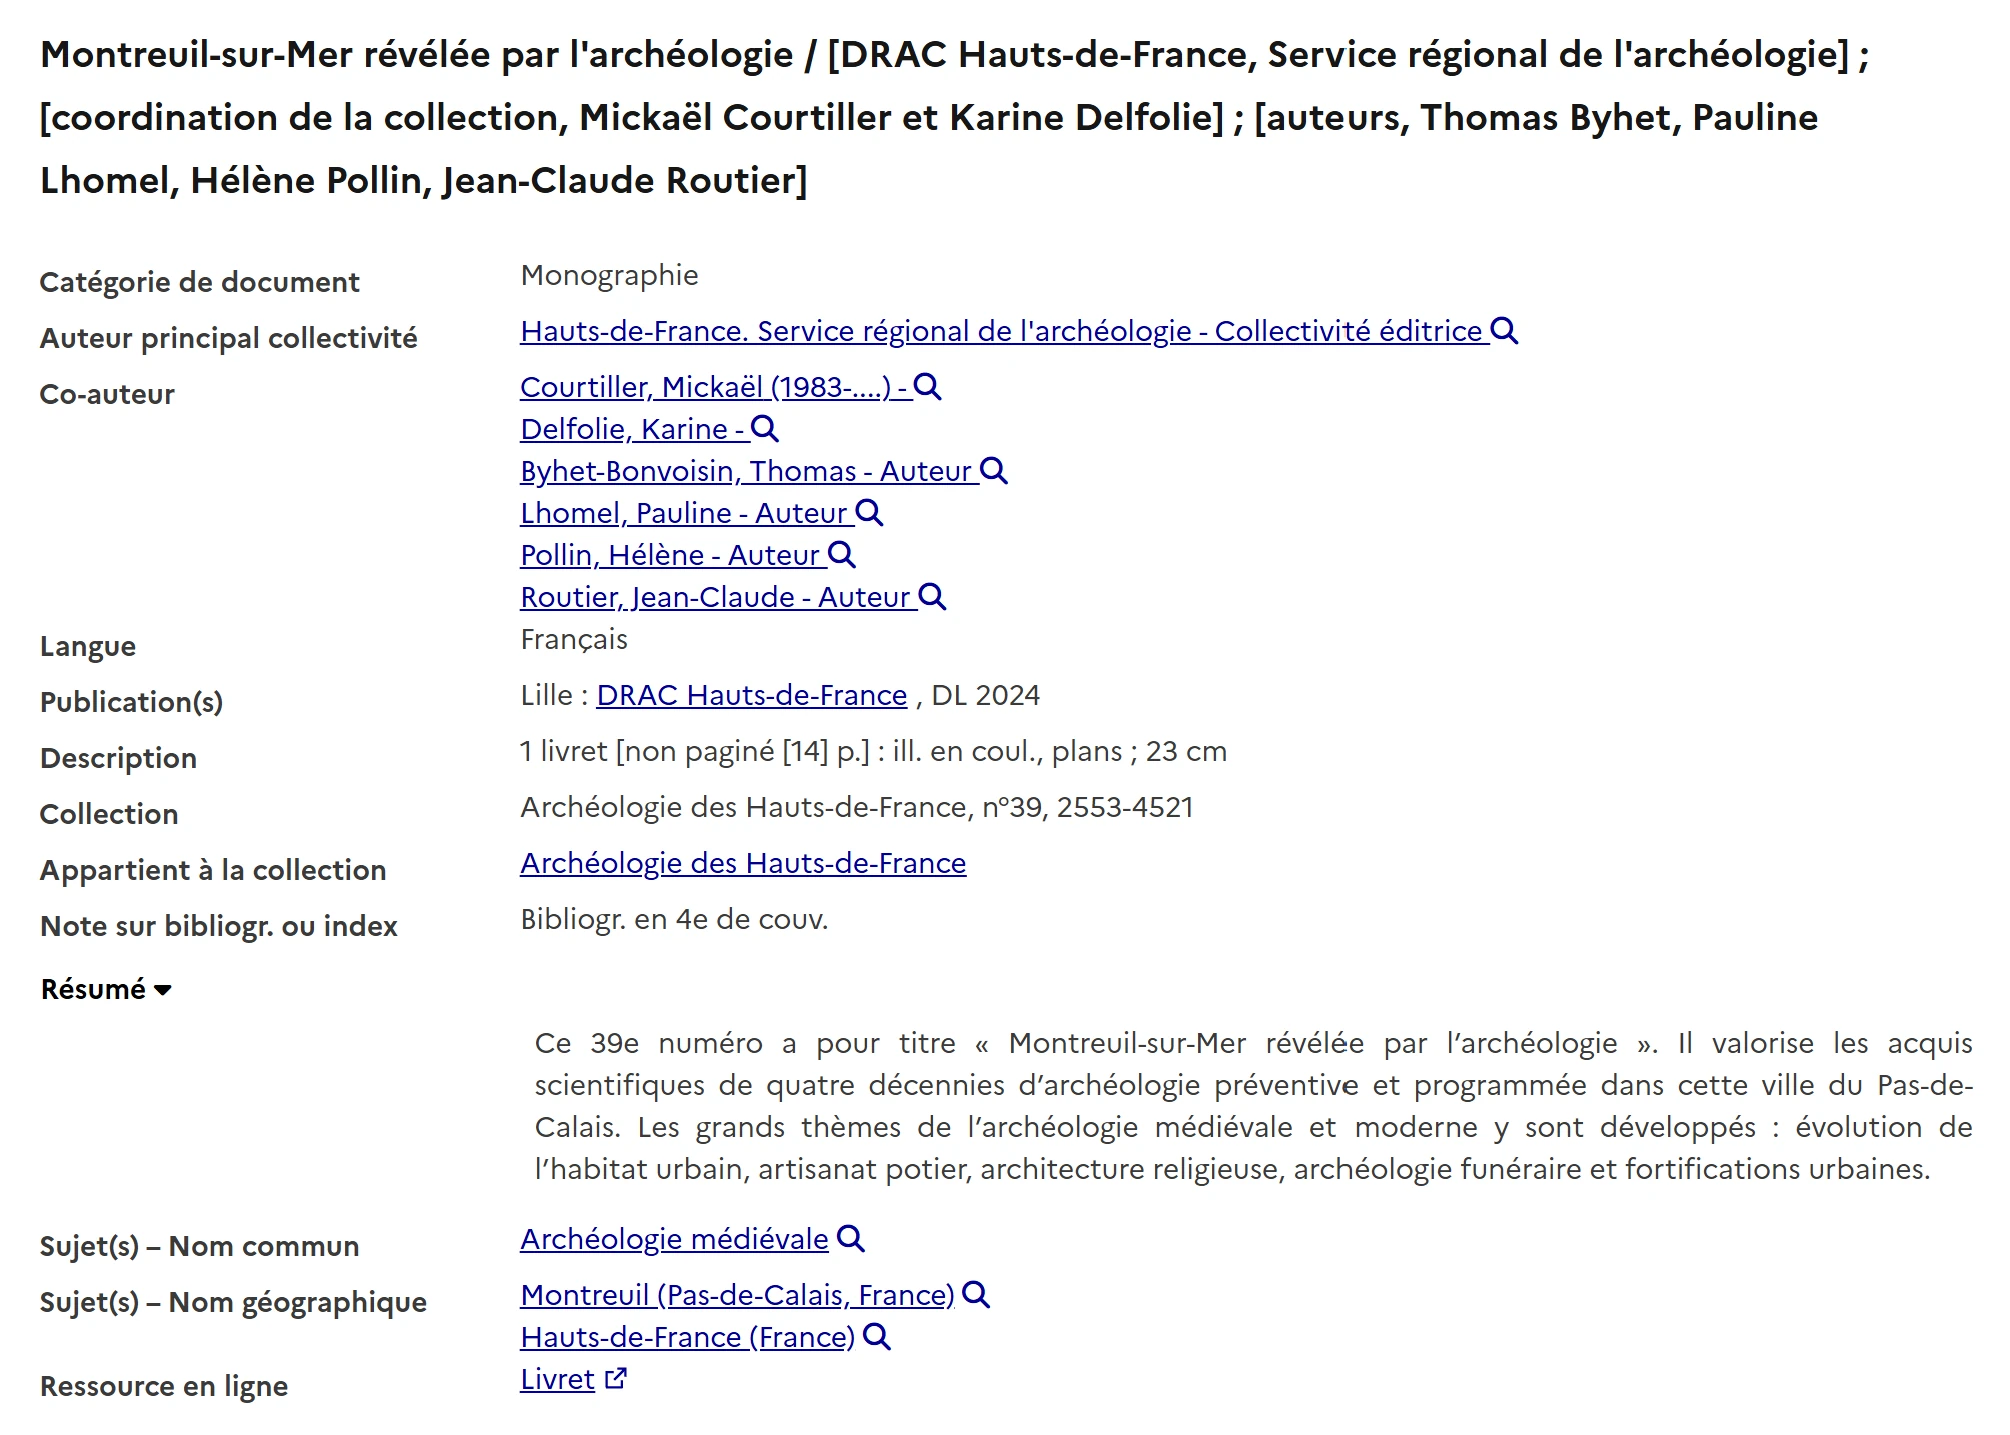 Montreuil-sur-Mer révélée par l'archéologie / [DRAC Hauts-de-France, Service régional de l'archéologie] ;
[coordination de la collection, Mickaël Courtiller et Karine Delfolie] ; [auteurs, Thomas Byhet, Pauline
Lhomel, Hélène Pollin, Jean-Claude Routier]
Catégorie de document Monographie
Auteur principal collectivité Hauts-de-France. Service régional de l'archéologie - Collectivité éditrice
Co-auteur Courtiller, Mickaël (1983-....) -
Delfolie, Karine -
Byhet-Bonvoisin, Thomas - Auteur
Lhomel, Pauline - Auteur
Pollin, Hélène - Auteur
Routier, Jean-Claude - Auteur
Langue Français
Publication(s) Lille : DRAC Hauts-de-France , DL 2024
Description 1 livret [non paginé [14] p.] : ill. en coul., plans ; 23 cm
Collection Archéologie des Hauts-de-France, n°39, 2553-4521
Appartient à la collection Archéologie des Hauts-de-France
Note sur bibliogr. ou index Bibliogr. en 4e de couv.
Résumé
Ce 39e numéro a pour titre « Montreuil-sur-Mer révélée par l’archéologie ». Il valorise les acquis
scientifiques de quatre décennies d’archéologie préventive et programmée dans cette ville du Pas-de-
Calais. Les grands thèmes de l’archéologie médiévale et moderne y sont développés : évolution de
l’habitat urbain, artisanat potier, architecture religieuse, archéologie funéraire et fortifications urbaines.
Sujet(s) – Nom commun Archéologie médiévale
Sujet(s) – Nom géographique Montreuil (Pas-de-Calais, France)
Hauts-de-France (France)
Ressource en ligne Livret